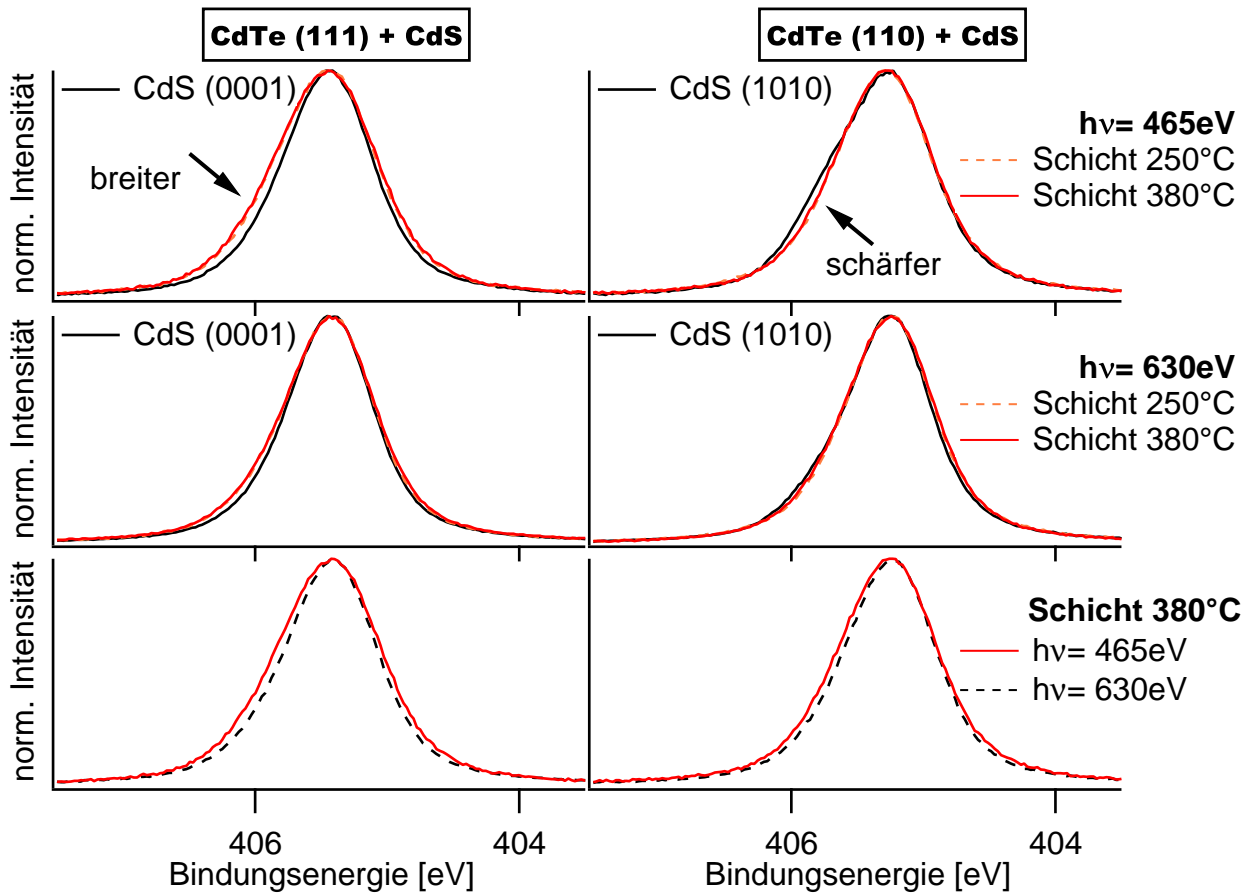 CdTe (111) + CdS
CdTe (110) + CdS
norm. Intensität
CdS (0001)
breiter
CdS (1010)
schärfer
hν= 465eV
Schicht 250°C
Schicht 380°C
norm. Intensität
CdS (0001)
CdS (1010)
hν= 630eV
Schicht 250°C
Schicht 380°C
norm. Intensität
Schicht 380°C
hν= 465eV
hν= 630eV
406
404
406
404
Bindungsenergie [eV]
Bindungsenergie [eV]